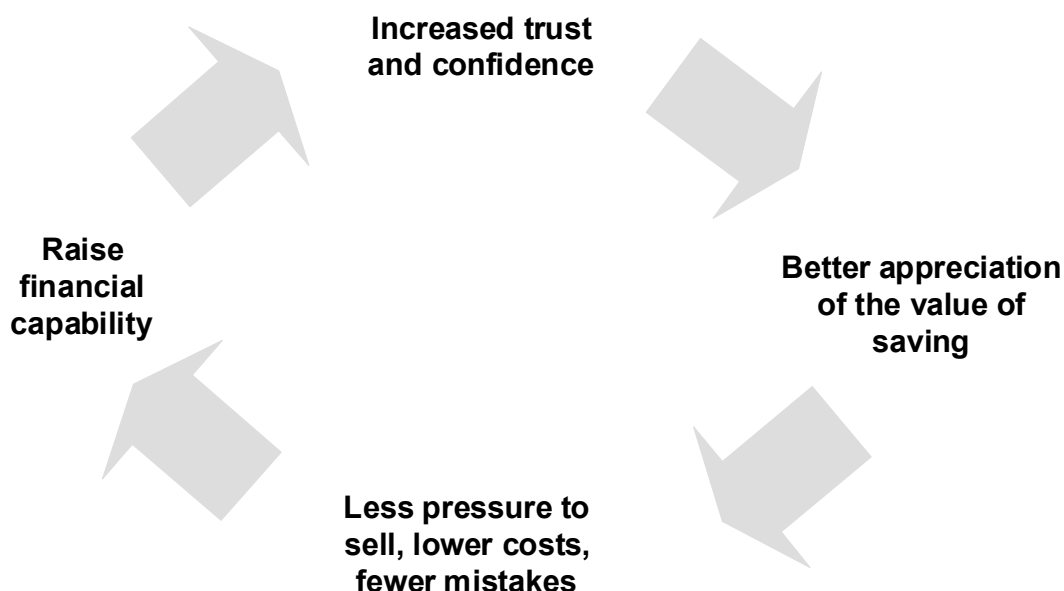 Increased trust
and confidence
Raise
financial
capability
Better appreciation
of the value of
saving
Less pressure to
sell, lower costs,
fewer mistakes